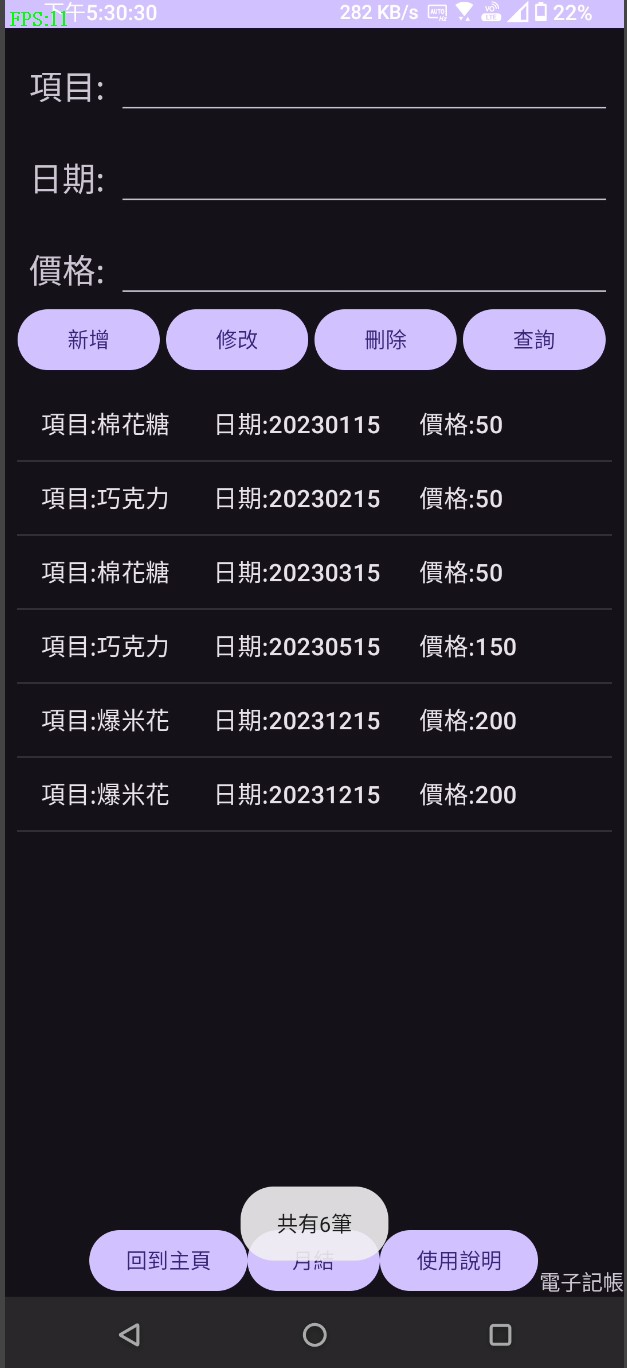 FPS:11 下午5:30:30 282 KB/s 22%
項目:
日期:
價格:
新增 修改 刪除 查詢
項目:棉花糖 日期:20230115 價格:50
項目:巧克力 日期:20230215 價格:50
項目:棉花糖 日期:20230315 價格:50
項目:巧克力 日期:20230515 價格:150
項目:爆米花 日期:20231215 價格:200
項目:爆米花 日期:20231215 價格:200
共有6筆
回到主頁 月結 使用說明
電子記帳